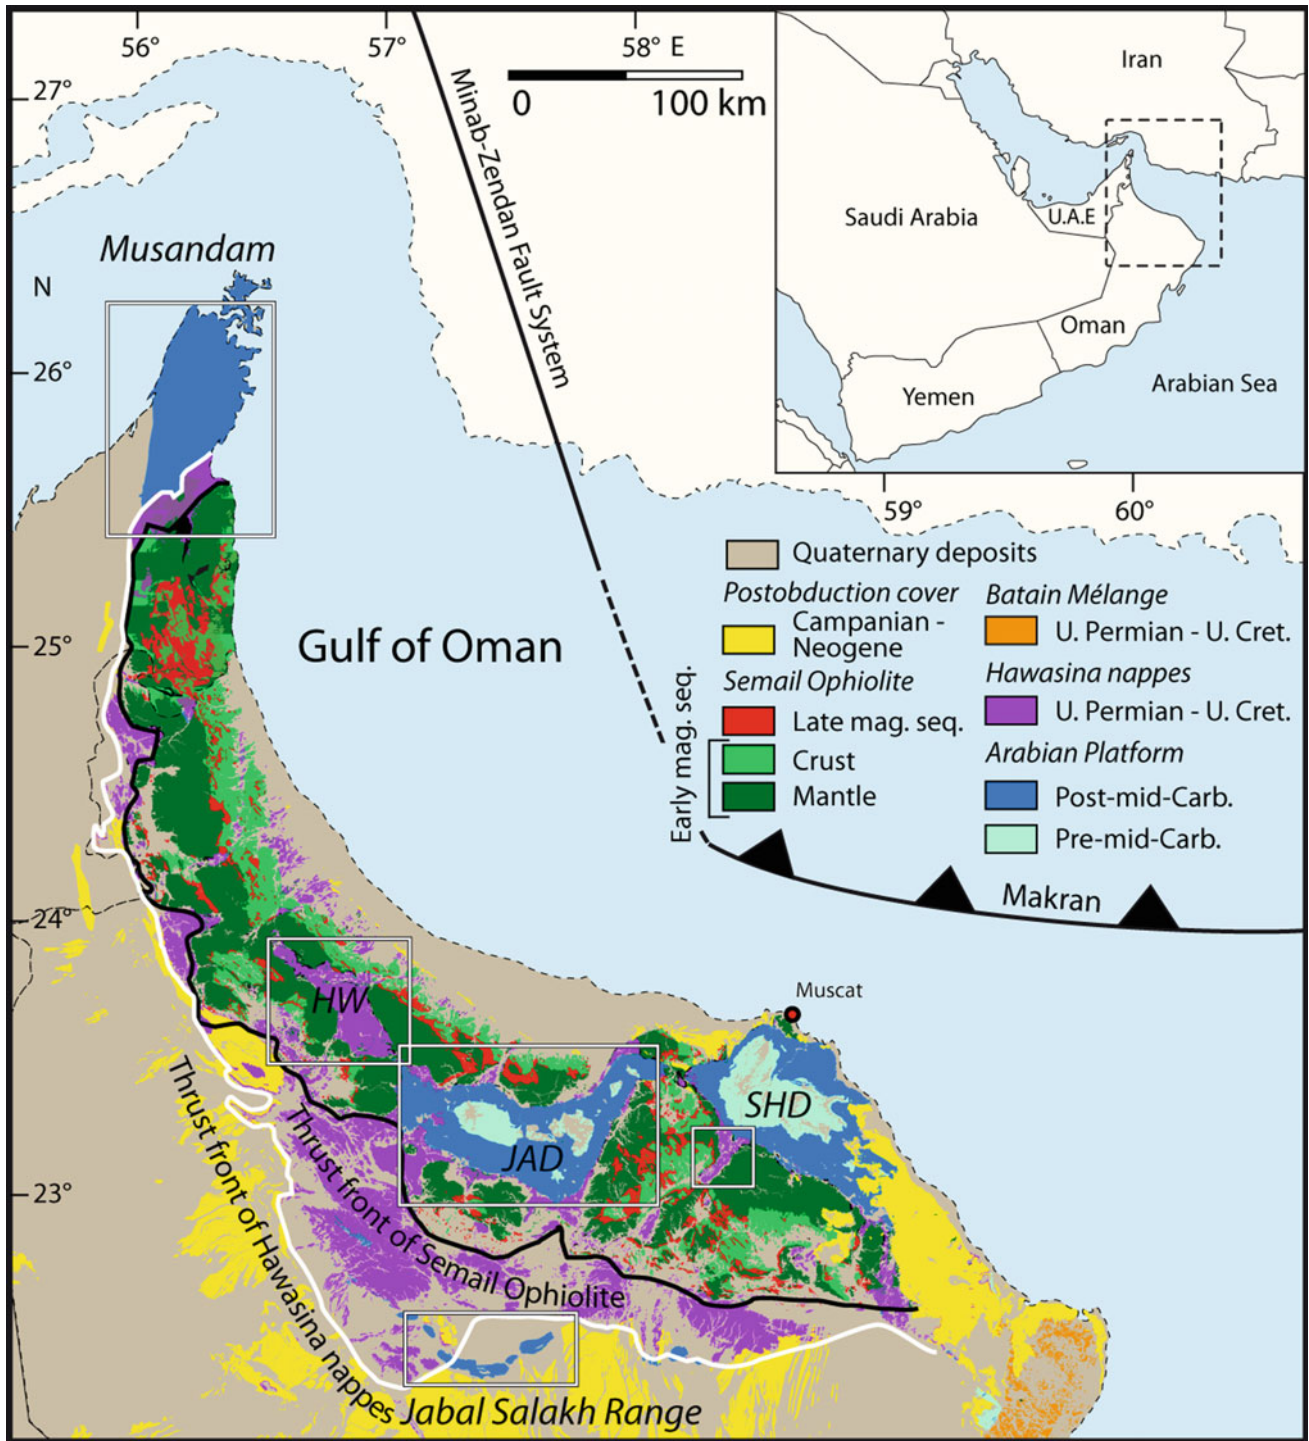 56°
57°
58° E
27°
0 100 km
Minab-Zendan Fault System
Musandam
N
26°
Iran
Saudi Arabia
U.A.E
Oman
Yemen
Arabian Sea
59°
60°
Quaternary deposits
Postobduction cover
Campanian -
Neogene
Semail Ophiolite
Late mag. seq.
Early mag. seq.
Crust
Mantle
Batain Mélange
U. Permian - U. Cret.
Hawasina nappes
U. Permian - U. Cret.
Arabian Platform
Post-mid-Carb.
Pre-mid-Carb.
25°
Gulf of Oman
Makran
24°
HW
Muscat
SHD
JAD
23°
Thrust front of Hawasina nappes
Thrust front of Semail Ophiolite
Jabal Salakh Range